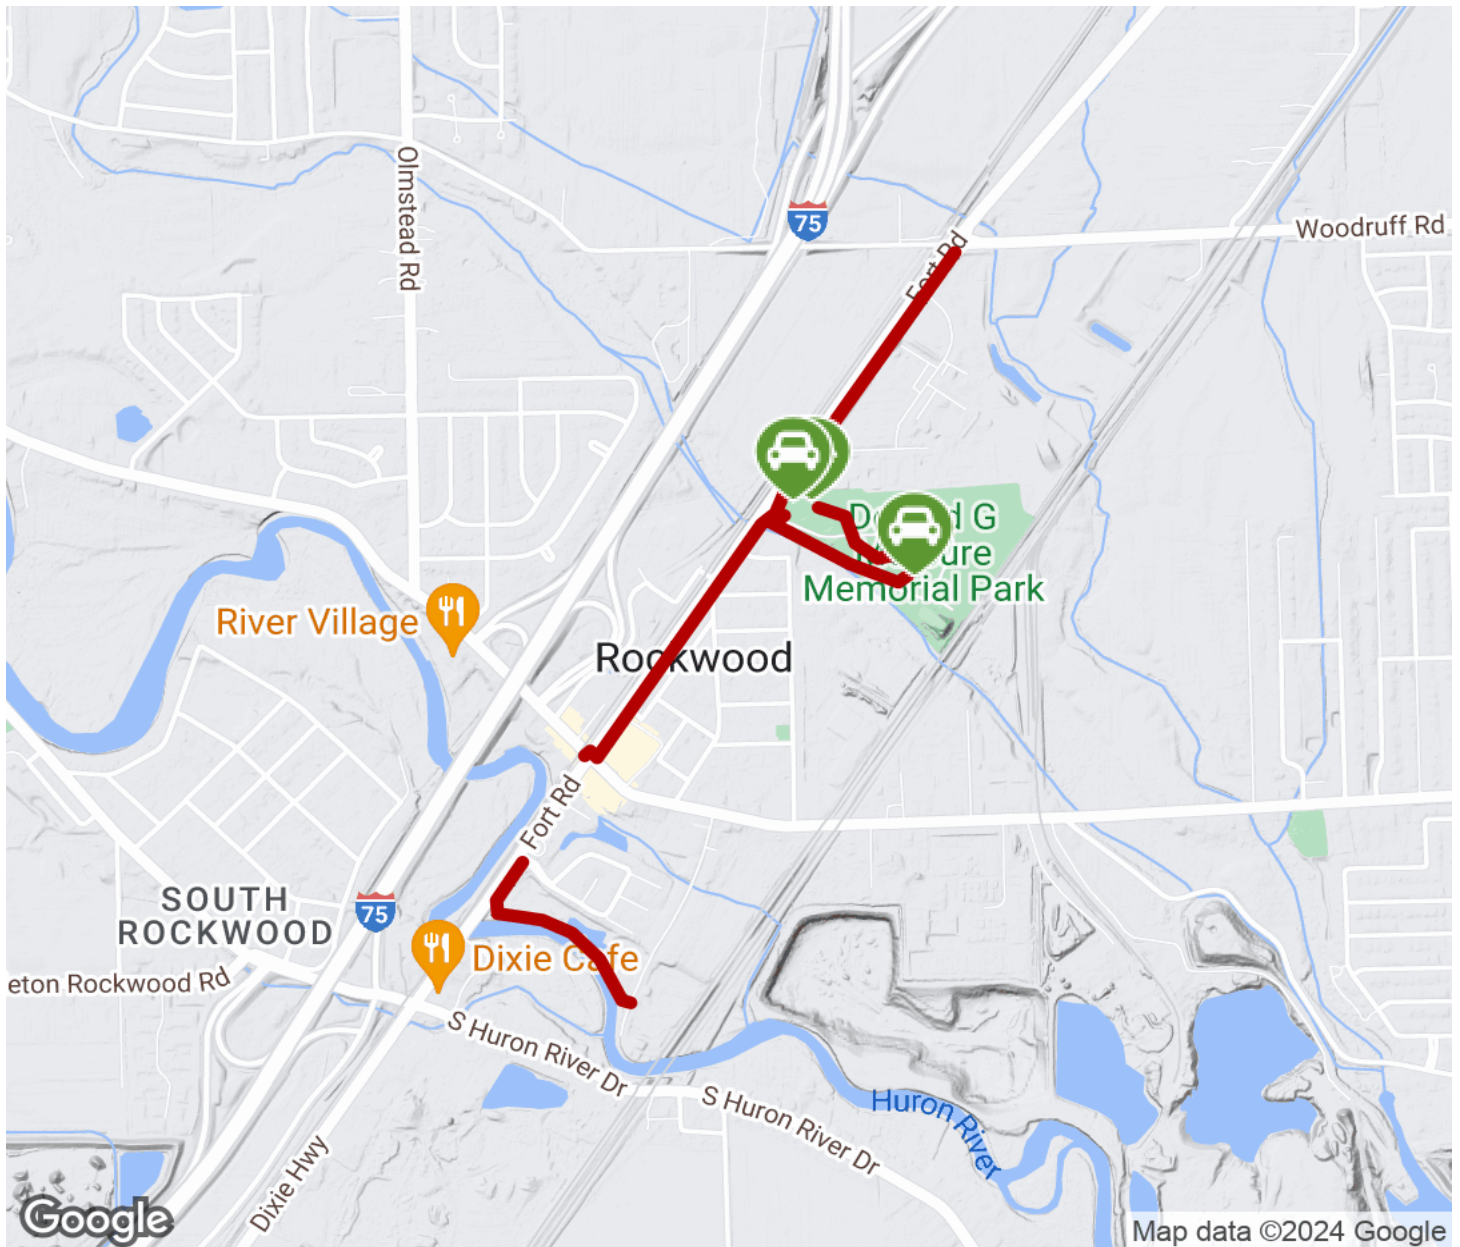 Olmstead Rd
75
Woodruff Rd
Fort Rd
D
d G
ure
Memorial Park
River Village
Rockwood
Fort Rd
SOUTH
ROCKWOOD
75
Dixie Cafe
eton Rockwood Rd
S Huron River Dr
S Huron River Dr
Huron River
Dixie Hwy
Google
Map data ©2024 Google